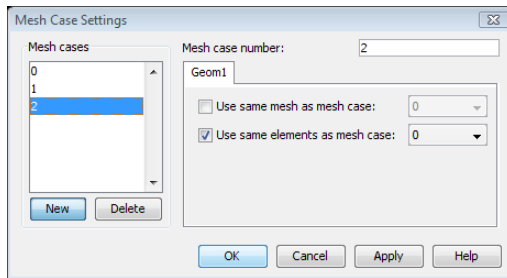 Mesh Case Settings
Mesh cases
0
1
2
New
Delete
Mesh case number:
2
Geom1
Use same mesh as mesh case:
0
Use same elements as mesh case:
0
OK
Cancel
Apply
Help